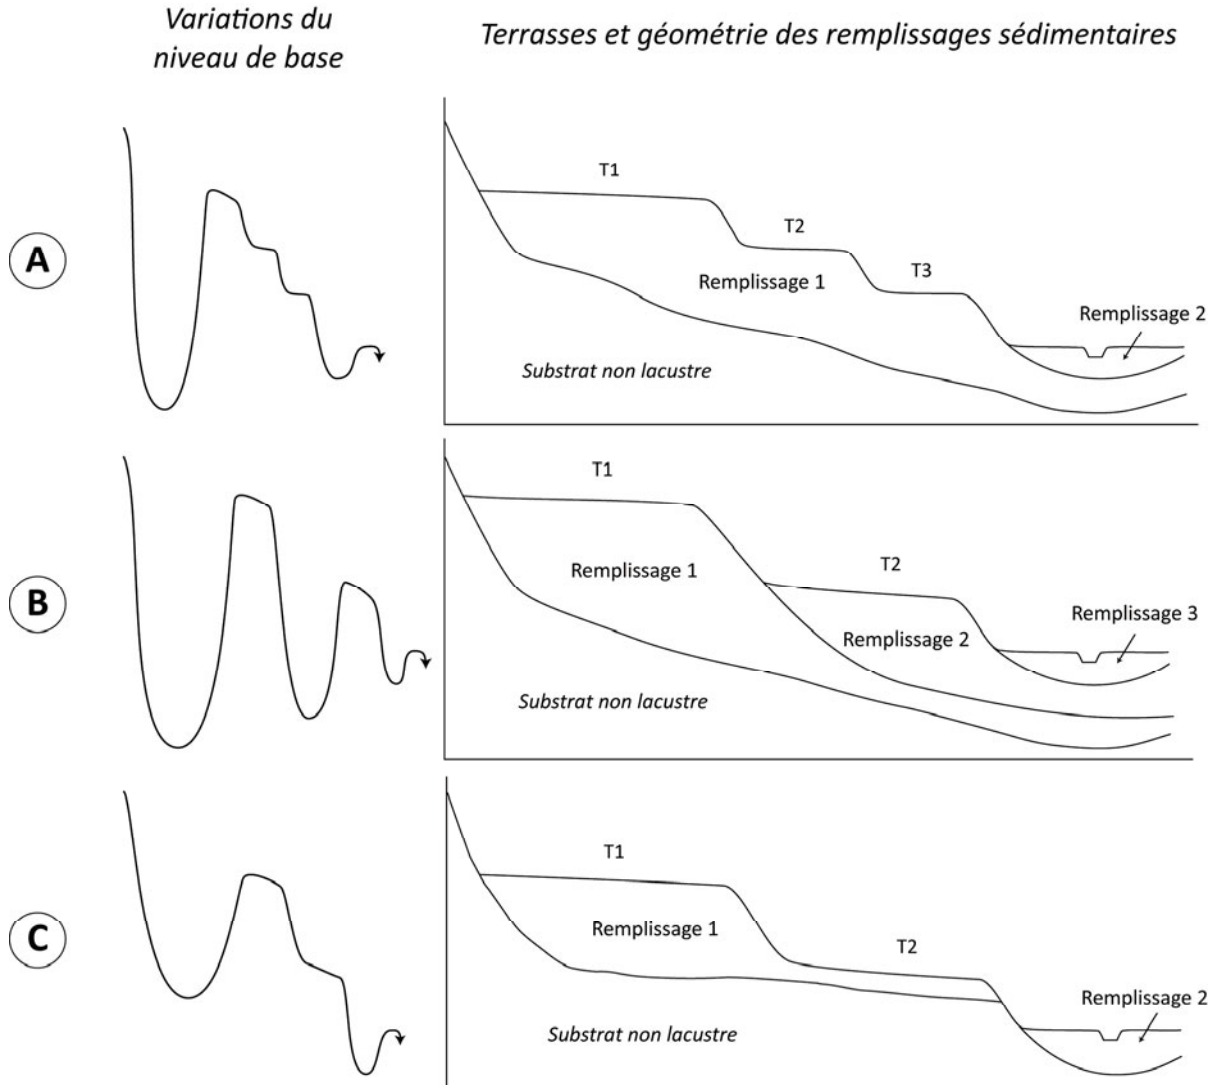 Variations du
niveau de base
Terrasses et géométrie des remplissages sédimentaires
A
T1
T2
T3
Remplissage 1
Remplissage 2
Substrat non lacustre
B
T1
T2
Remplissage 1
Remplissage 2
Remplissage 3
Substrat non lacustre
C
T1
T2
Remplissage 1
Remplissage 2
Substrat non lacustre